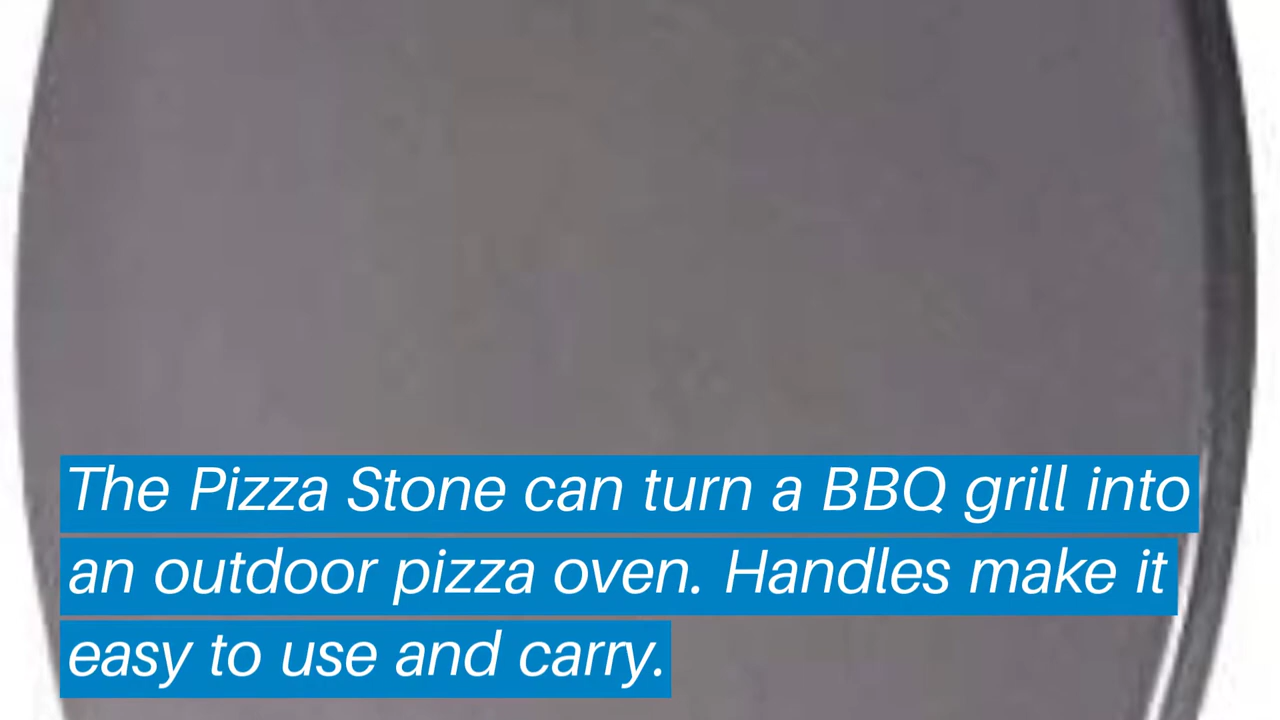 The Pizza Stone can turn a BBQ grill into
an outdoor pizza oven. Handles make it
easy to use and carry.